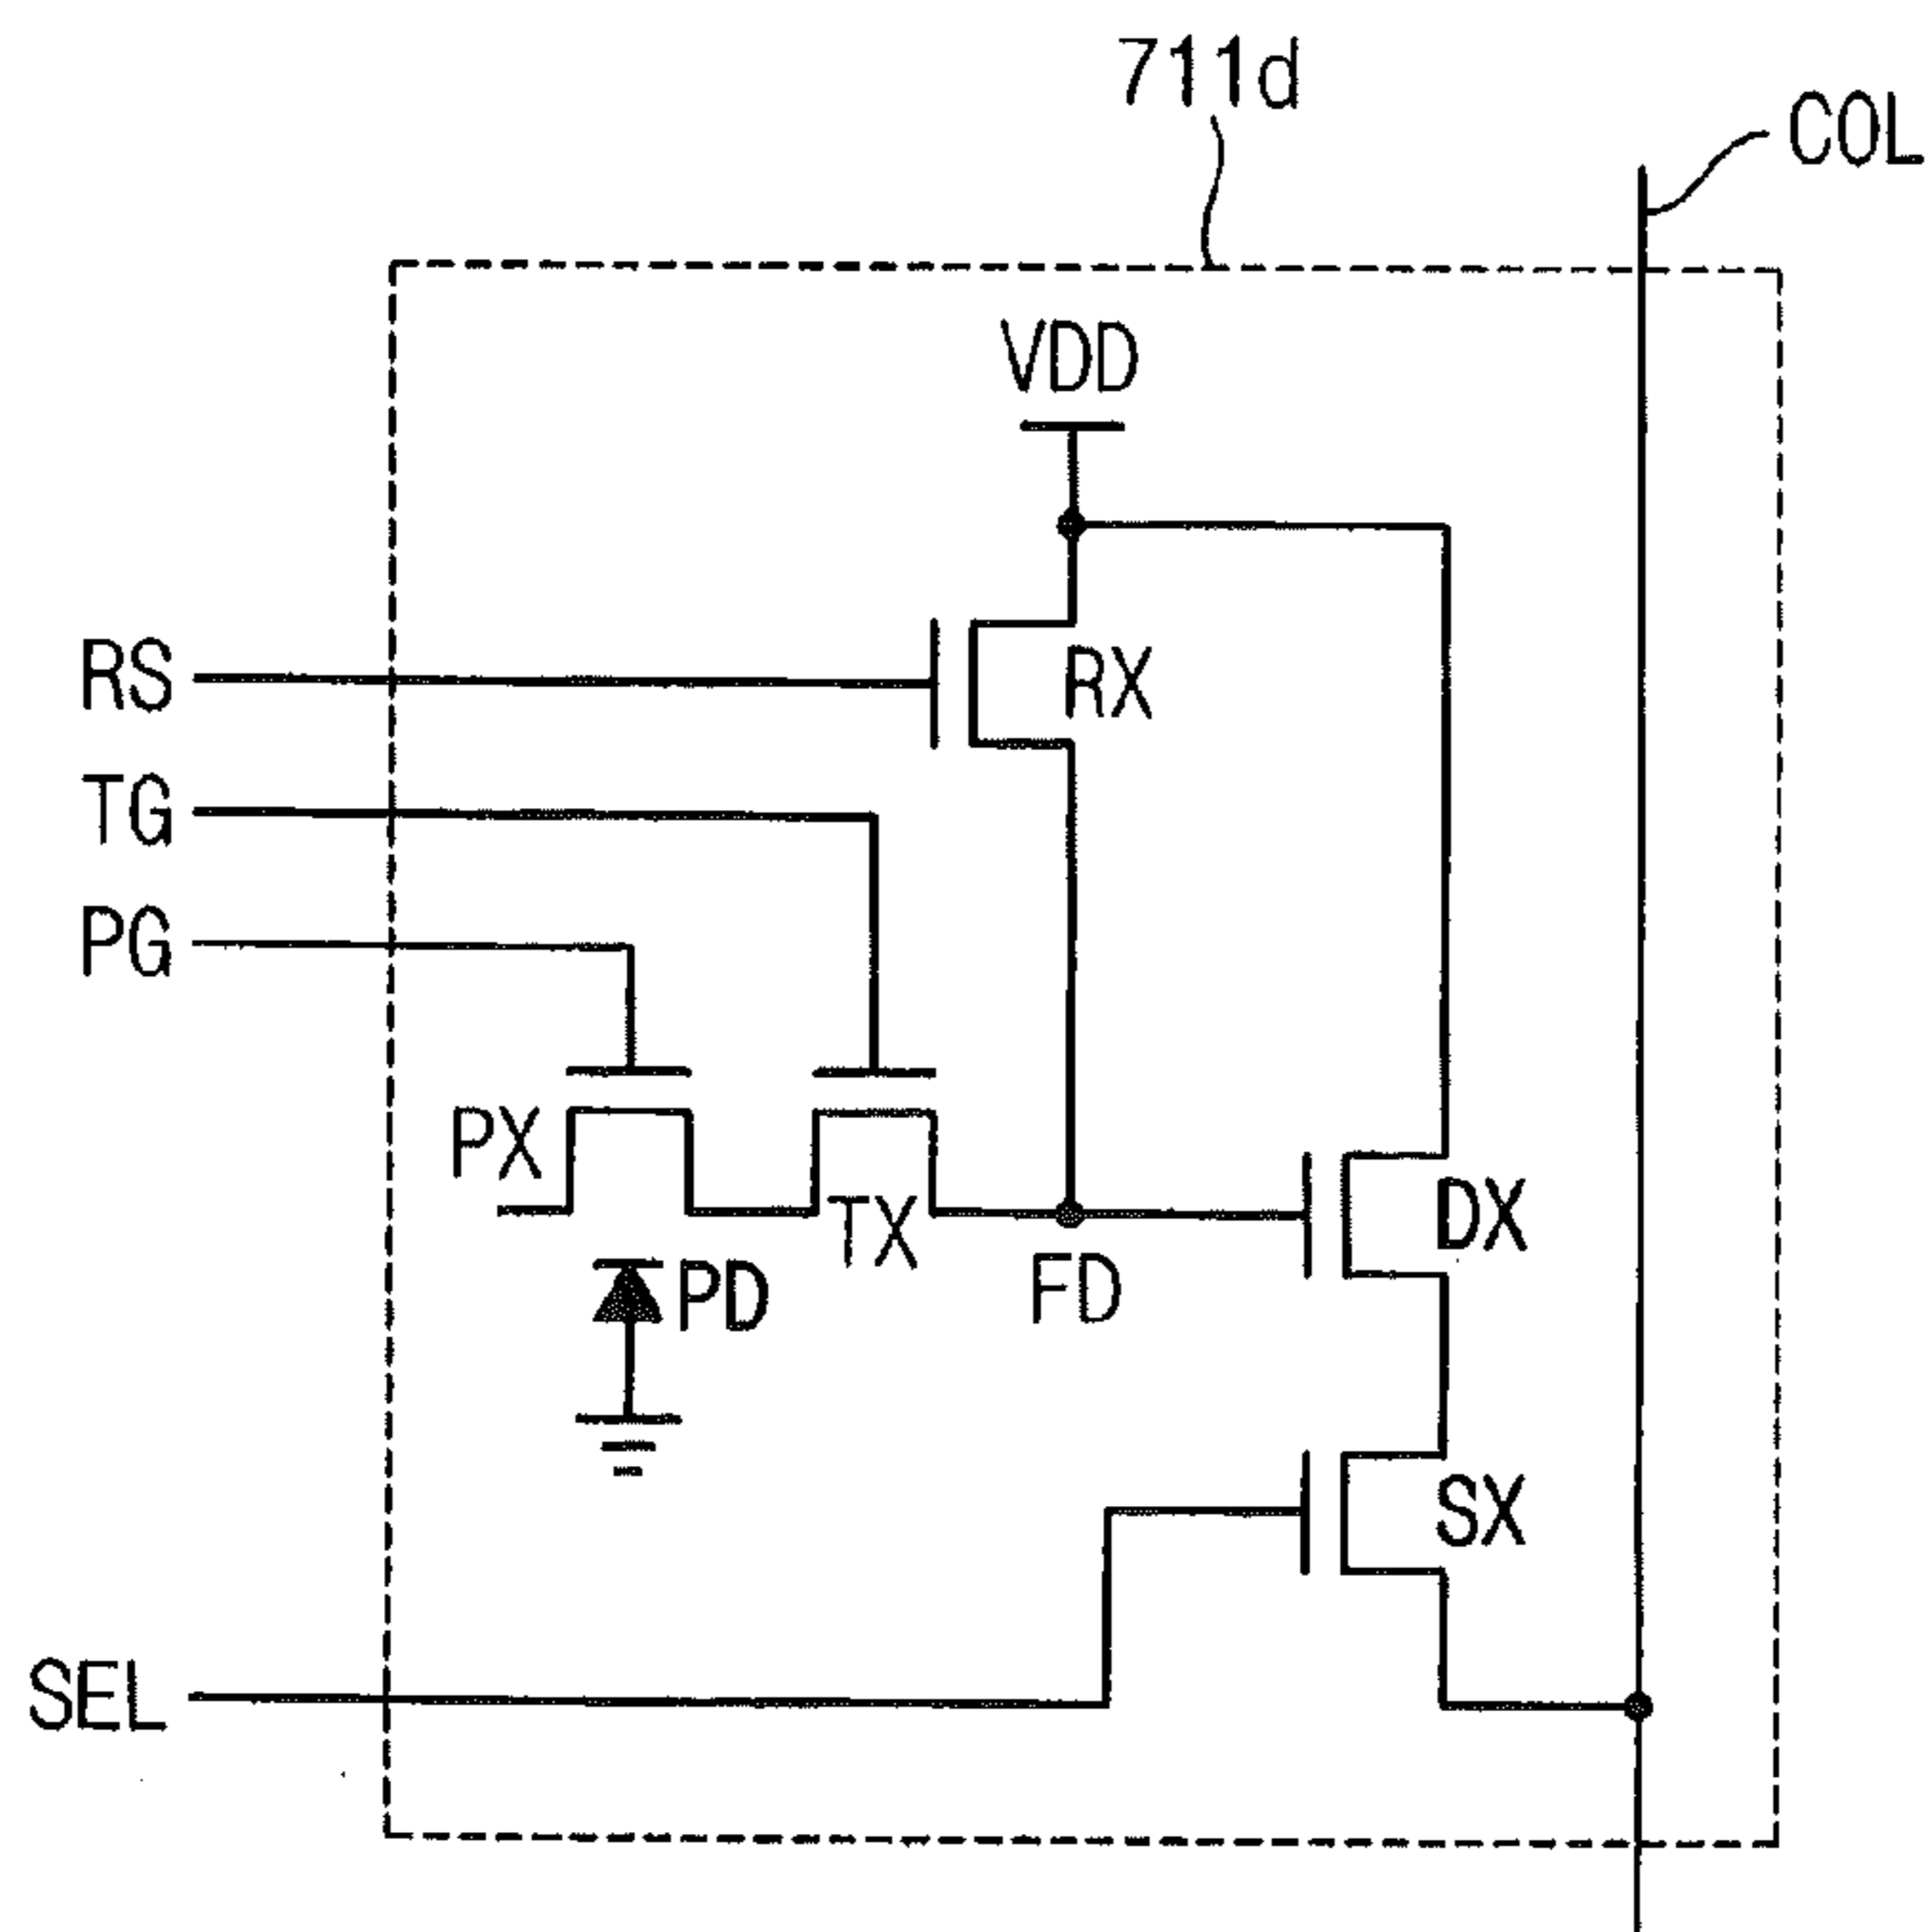 711d
COL
VDD
RS
RX
TG
PG
PX
TX
DX
PD
FD
SX
SEL